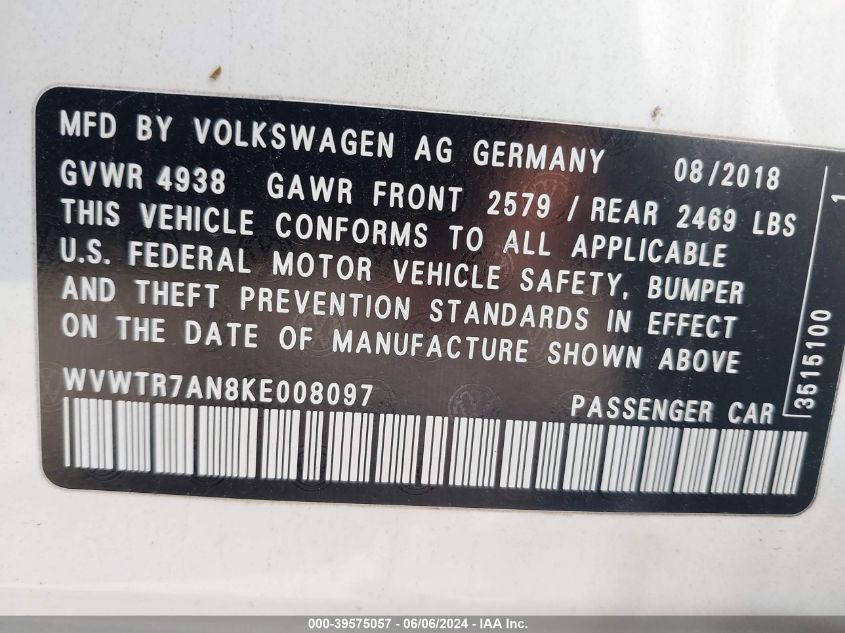 MFD BY VOLKSWAGEN AG GERMANY 08/2018
GVWR 4938 GAWR FRONT 2579 / REAR 2469 LBS
THIS VEHICLE CONFORMS TO ALL APPLICABLE
U.S. FEDERAL MOTOR VEHICLE SAFETY, BUMPER
AND THEFT PREVENTION STANDARDS IN EFFECT
ON THE DATE OF MANUFACTURE SHOWN ABOVE
WVWTR7AN8KE008097 PASSENGER CAR
3515100 1
000-39575057 - 06/06/2024 - IAA Inc.